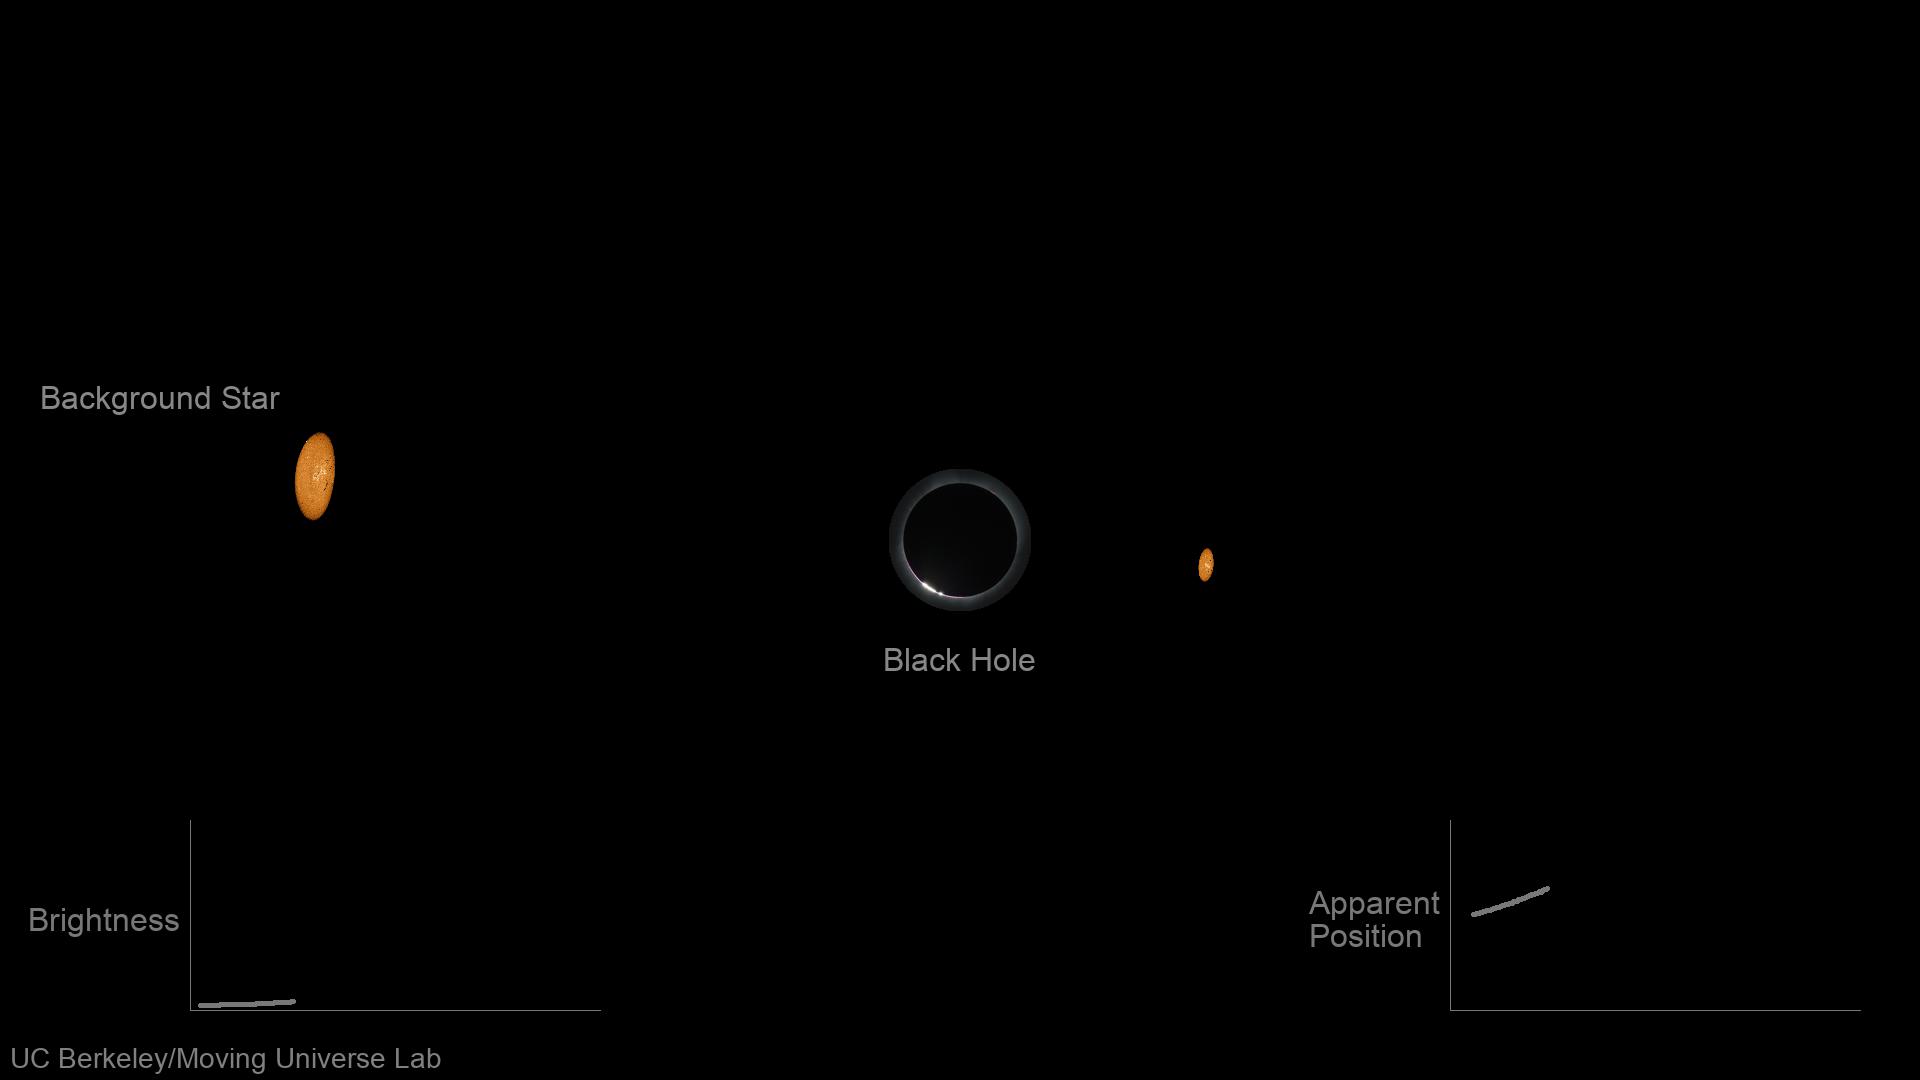 Background Star
Black Hole
Brightness
Apparent
Position
UC Berkeley/Moving Universe Lab